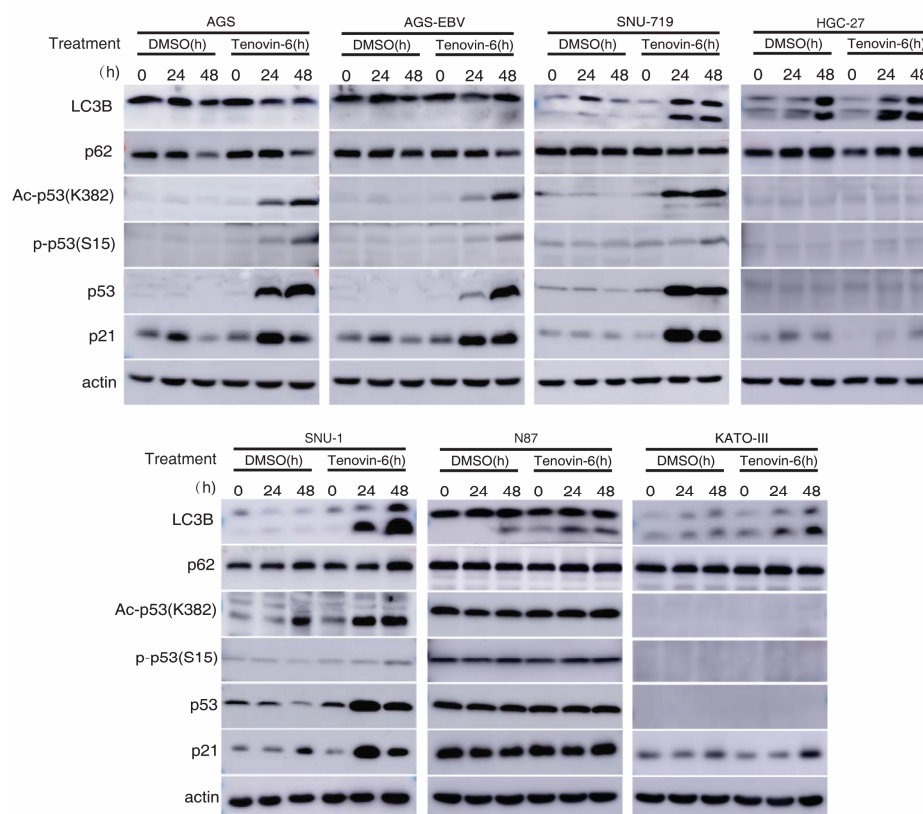 AGS AGS-EBV SNU-719 HGC-27
Treatment DMSO(h) Tenovin-6(h) DMSO(h) Tenovin-6(h) DMSO(h) Tenovin-6(h) DMSO(h) Tenovin-6(h)
(h) 0 24 48 0 24 48 0 24 48 0 24 48 0 24 48 0 24 48 0 24 48 0 24 48
LC3B
p62
Ac-p53(K382)
p-p53(S15)
p53
p21
actin
SNU-1 N87 KATO-III
Treatment DMSO(h) Tenovin-6(h) DMSO(h) Tenovin-6(h) DMSO(h) Tenovin-6(h)
(h) 0 24 48 0 24 48 0 24 48 0 24 48 0 24 48 0 24 48
LC3B
p62
Ac-p53(K382)
p-p53(S15)
p53
p21
actin